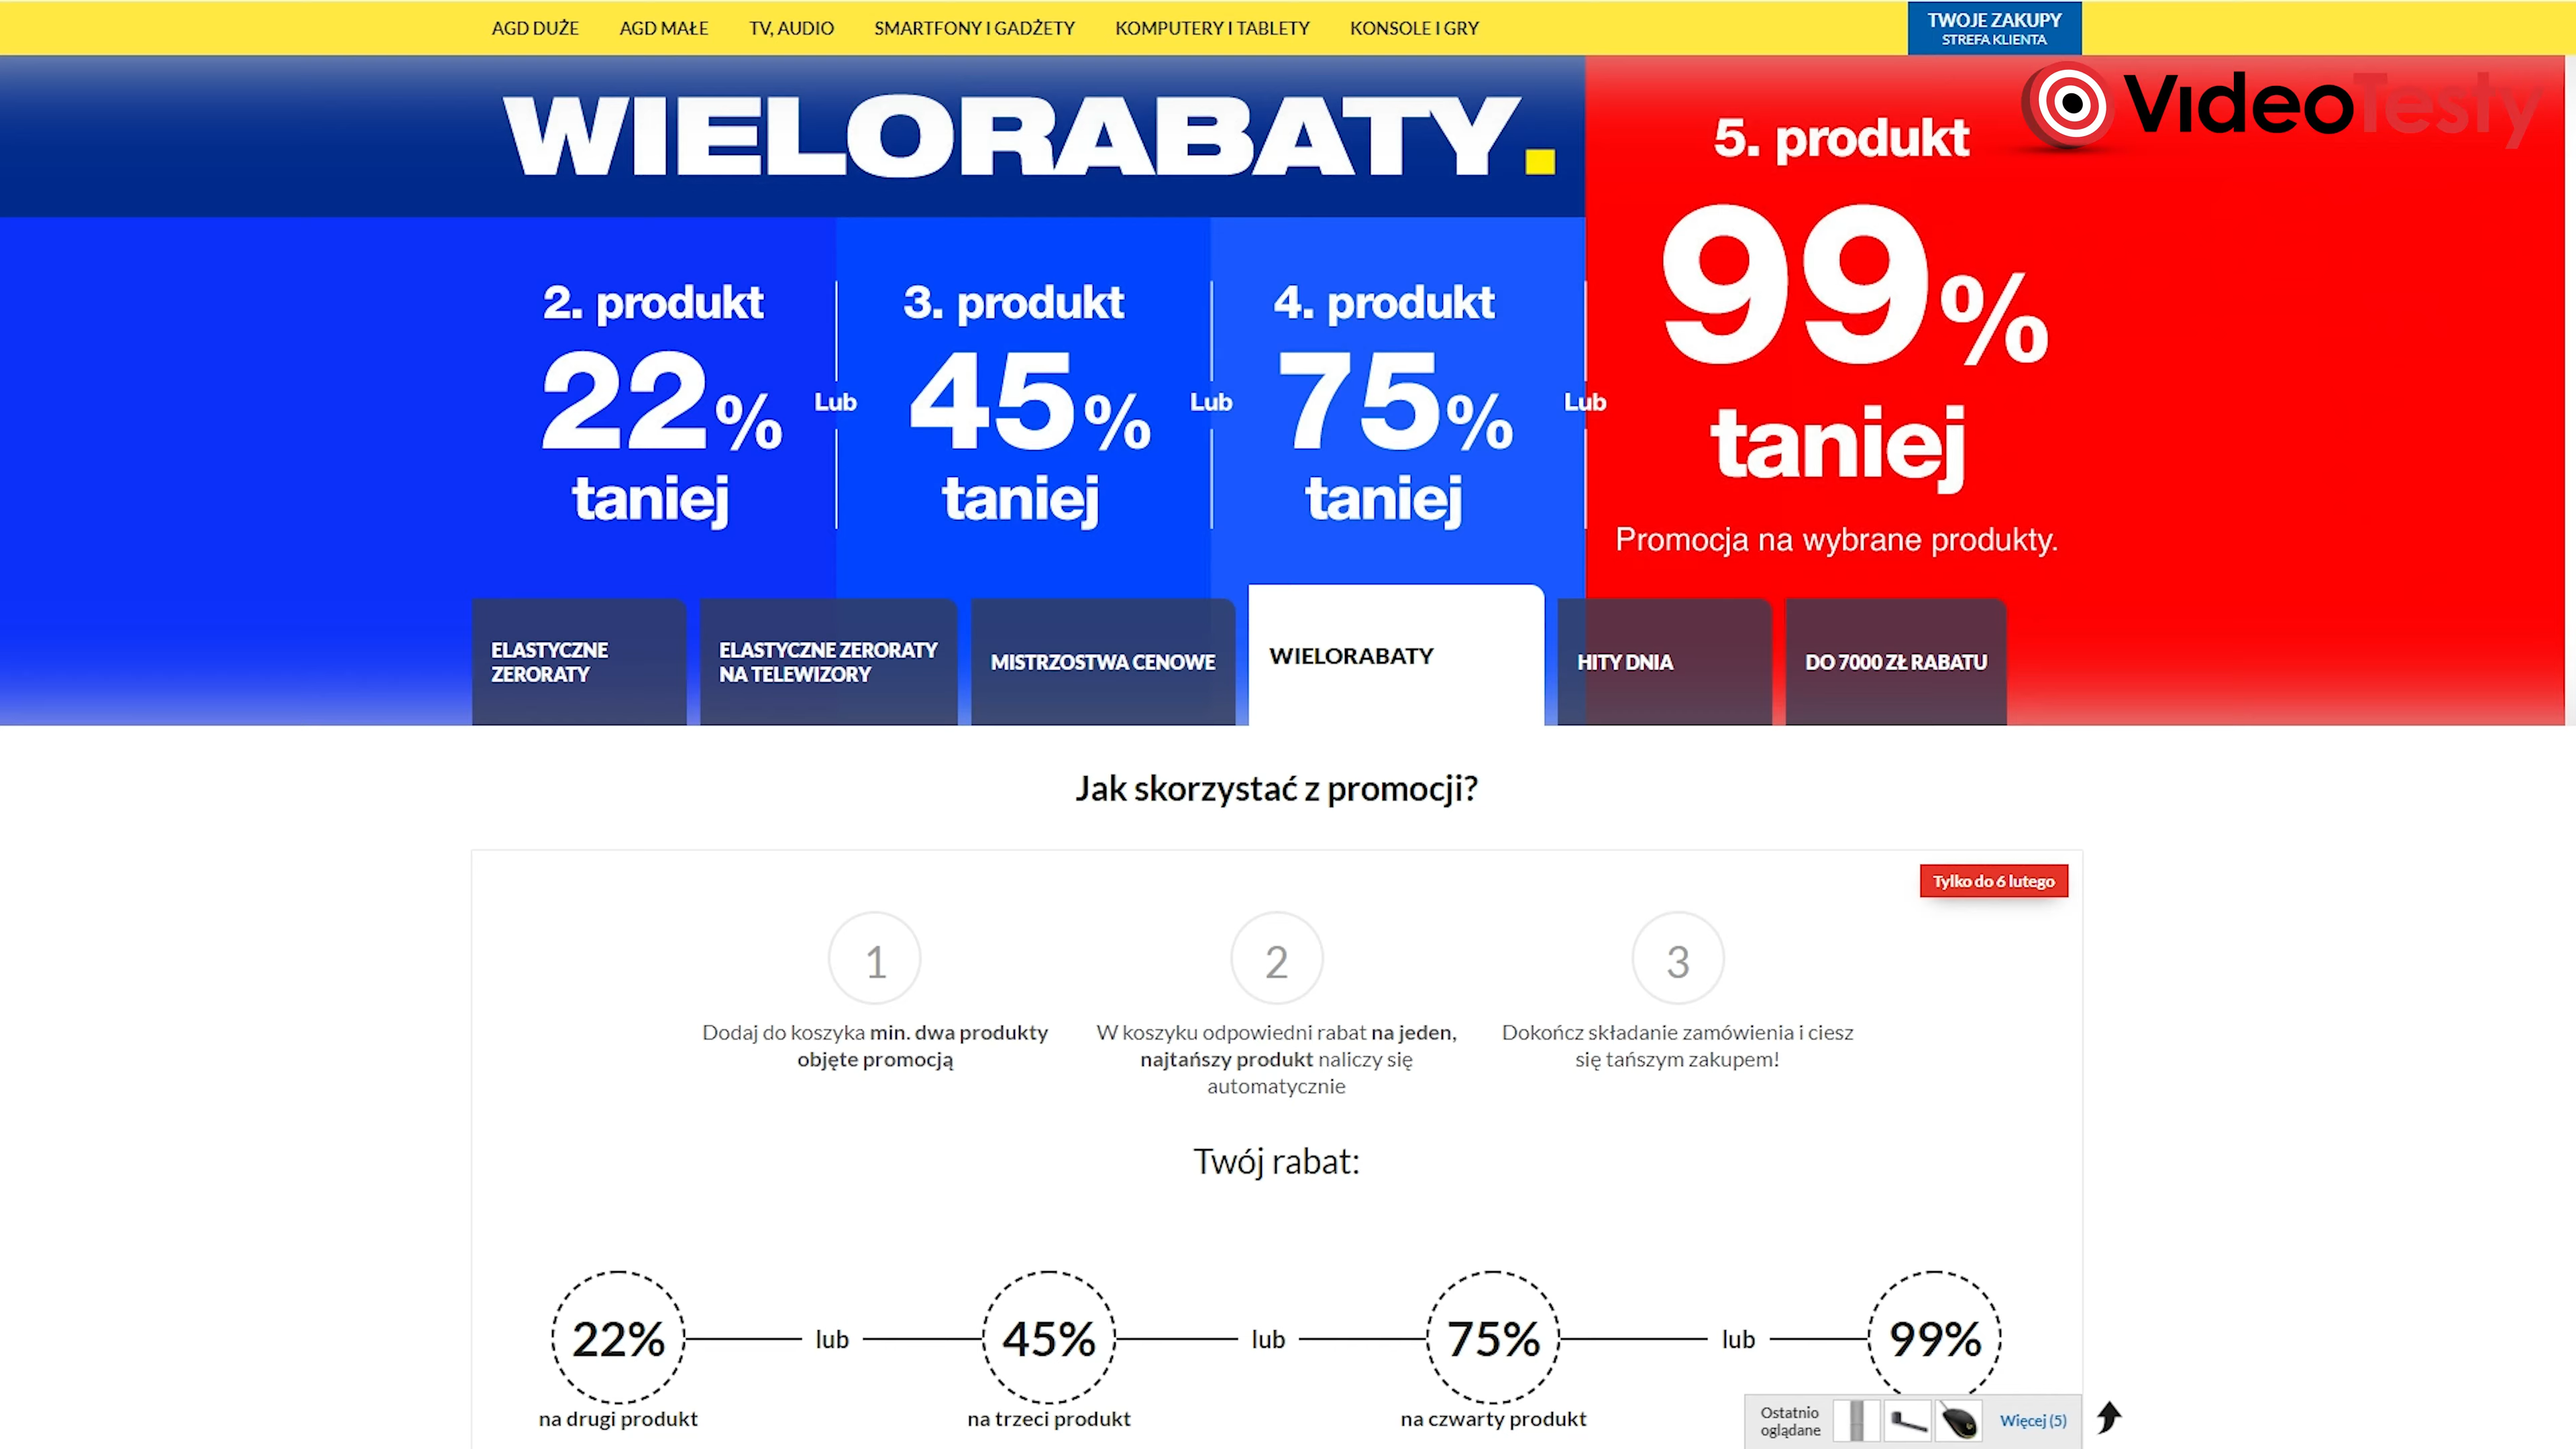 AGD DUŻE
AGD MAŁE
TV, AUDIO
SMARTFONY I GADŻETY
KOMPUTERY I TABLETY
KONSOLE I GRY
TWOJE ZAKUPY
STREFA KLIENTA
VideoTesty
WIELORABATY.
2. produkt
22%
taniej
Lub
3. produkt
45%
taniej
Lub
4. produkt
75%
taniej
Lub
5. produkt
99%
taniej
Promocja na wybrane produkty.
ELASTYCZNE
ZERORATY
ELASTYCZNE ZERORATY
NA TELEWIZORY
MISTRZOSTWA CENOWE
WIELORABATY
HITY DNIA
DO 7000 ZŁ RABATU
Jak skorzystać z promocji?
Tylko do 6 lutego
1
Dodaj do koszyka min. dwa produkty
objęte promocją
2
W koszyku odpowiedni rabat na jeden,
najtańszy produkt naliczy się
automatycznie
3
Dokończ składanie zamówienia i ciesz
się tańszym zakupem!
Twój rabat:
22%
na drugi produkt
lub
45%
na trzeci produkt
lub
75%
na czwarty produkt
lub
99%
Ostatnio
oglądane
Więcej (5)